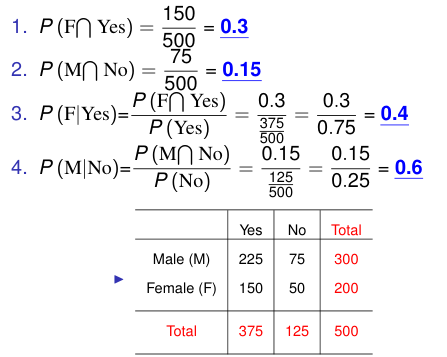 1. P (F⋂ Yes) = 150/500 = 0.3
2. P (M⋂ No) = 75/500 = 0.15
3. P (F|Yes)= P (F⋂ Yes)/P (Yes) = 0.3/(375/500) = 0.3/0.75 = 0.4
4. P (M|No)= P (M⋂ No)/P (No) = 0.15/(125/500) = 0.15/0.25 = 0.6
Yes No Total
Male (M) 225 75 300
Female (F) 150 50 200
Total 375 125 500